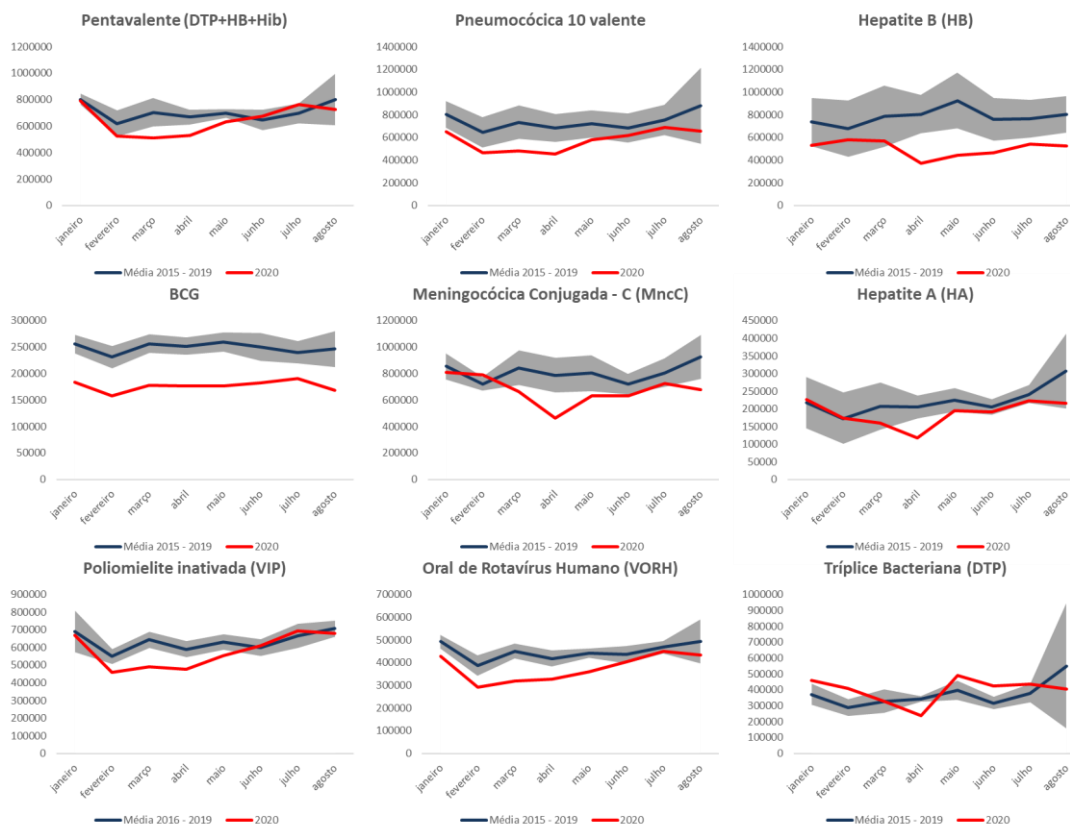 Pentavalente (DTP+HB+Hib)
1200000
1000000
800000
600000
400000
200000
0
janeiro
fevereiro
março
abril
maio
junho
julho
agosto
Média 2015 - 2019 2020
Pneumocócica 10 valente
1400000
1200000
1000000
800000
600000
400000
200000
0
janeiro
fevereiro
março
abril
maio
junho
julho
agosto
Média 2015 - 2019 2020
Hepatite B (HB)
1400000
1200000
1000000
800000
600000
400000
200000
0
janeiro
fevereiro
março
abril
maio
junho
julho
agosto
Média 2015 - 2019 2020
BCG
300000
250000
200000
150000
100000
50000
0
janeiro
fevereiro
março
abril
maio
junho
julho
agosto
Média 2015 - 2019 2020
Meningocócica Conjugada - C (MncC)
1200000
1000000
800000
600000
400000
200000
0
janeiro
fevereiro
março
abril
maio
junho
julho
agosto
Média 2015 - 2019 2020
Hepatite A (HA)
450000
400000
350000
300000
250000
200000
150000
100000
50000
0
janeiro
fevereiro
março
abril
maio
junho
julho
agosto
Média 2015 - 2019 2020
Poliomielite inativada (VIP)
900000
800000
700000
600000
500000
400000
300000
200000
100000
0
janeiro
fevereiro
março
abril
maio
junho
julho
agosto
Média 2016 - 2019 2020
Oral de Rotavírus Humano (VORH)
700000
600000
500000
400000
300000
200000
100000
0
janeiro
fevereiro
março
abril
maio
junho
julho
agosto
Média 2015 - 2019 2020
Tríplice Bacteriana (DTP)
1000000
900000
800000
700000
600000
500000
400000
300000
200000
100000
0
janeiro
fevereiro
março
abril
maio
junho
julho
agosto
Média 2015 - 2019 2020